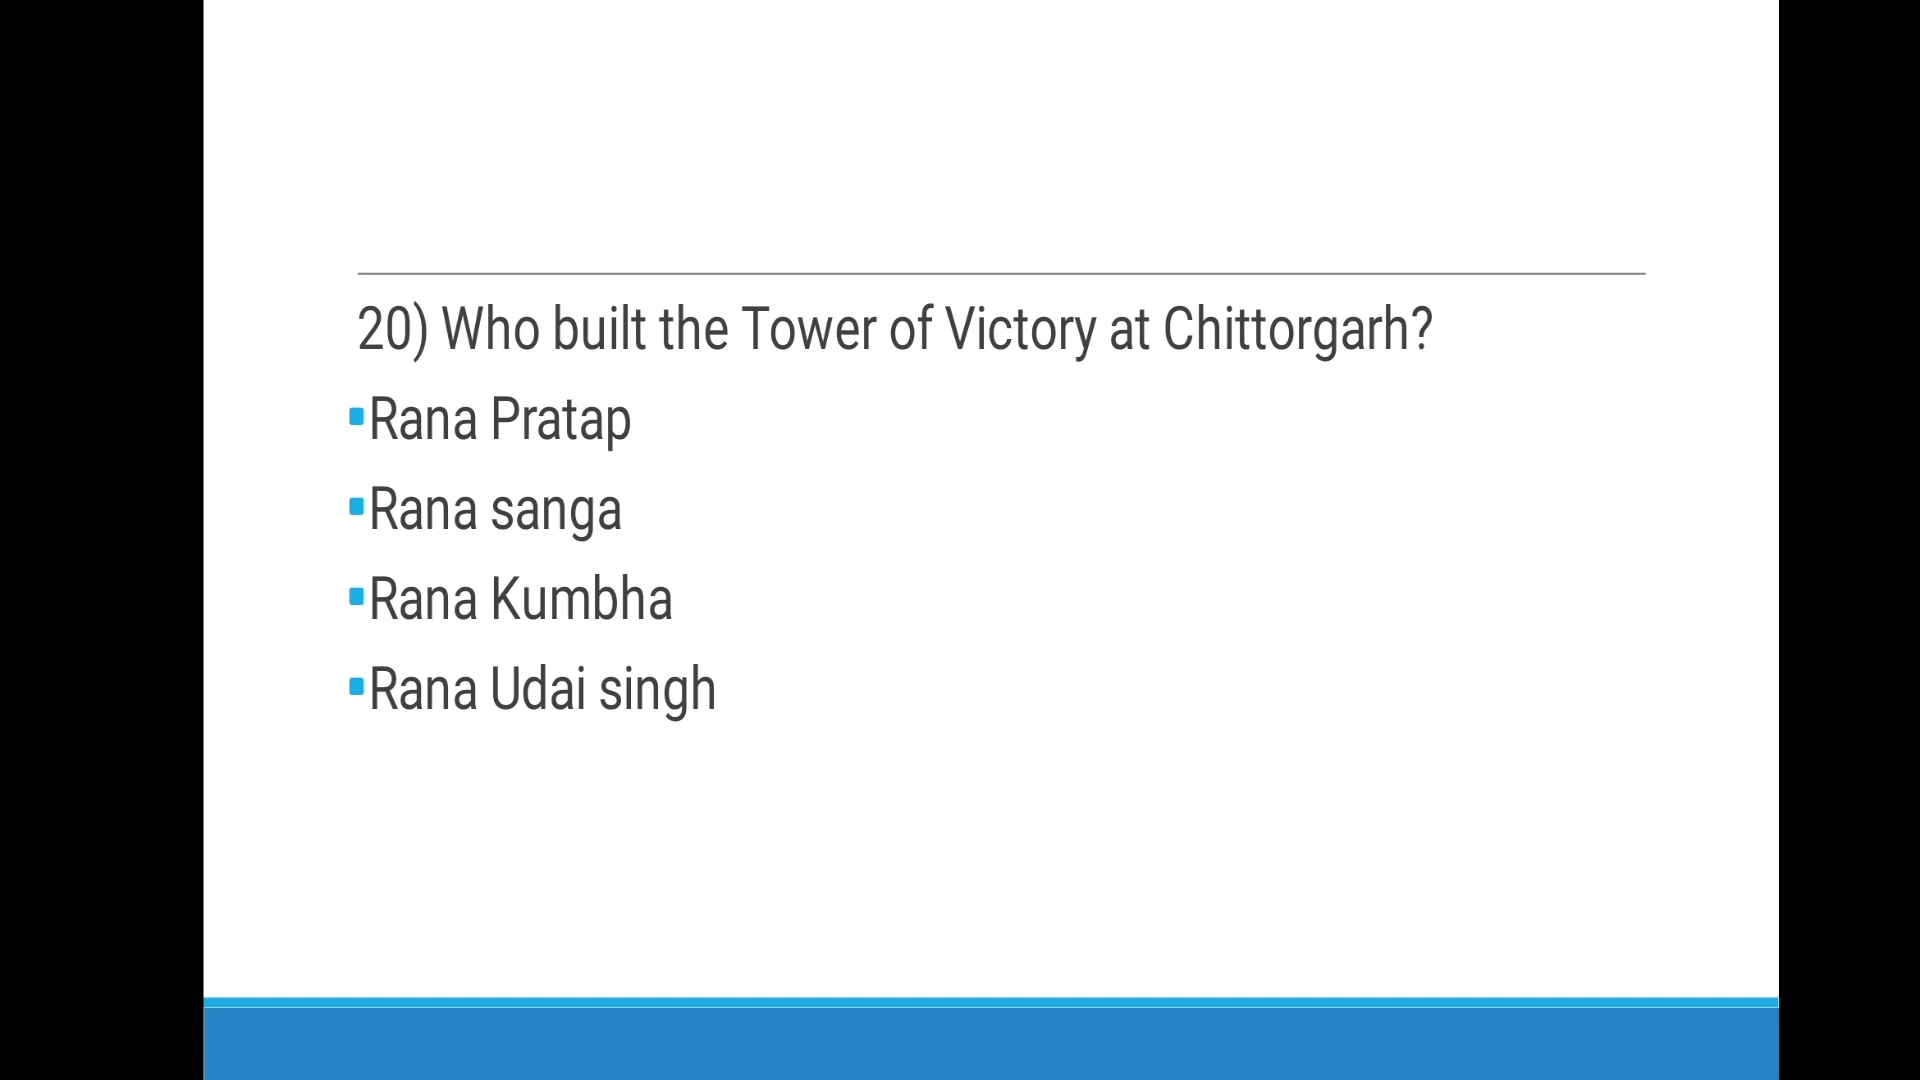 20) Who built the Tower of Victory at Chittorgarh?
▪Rana Pratap
▪Rana sanga
▪Rana Kumbha
▪Rana Udai singh